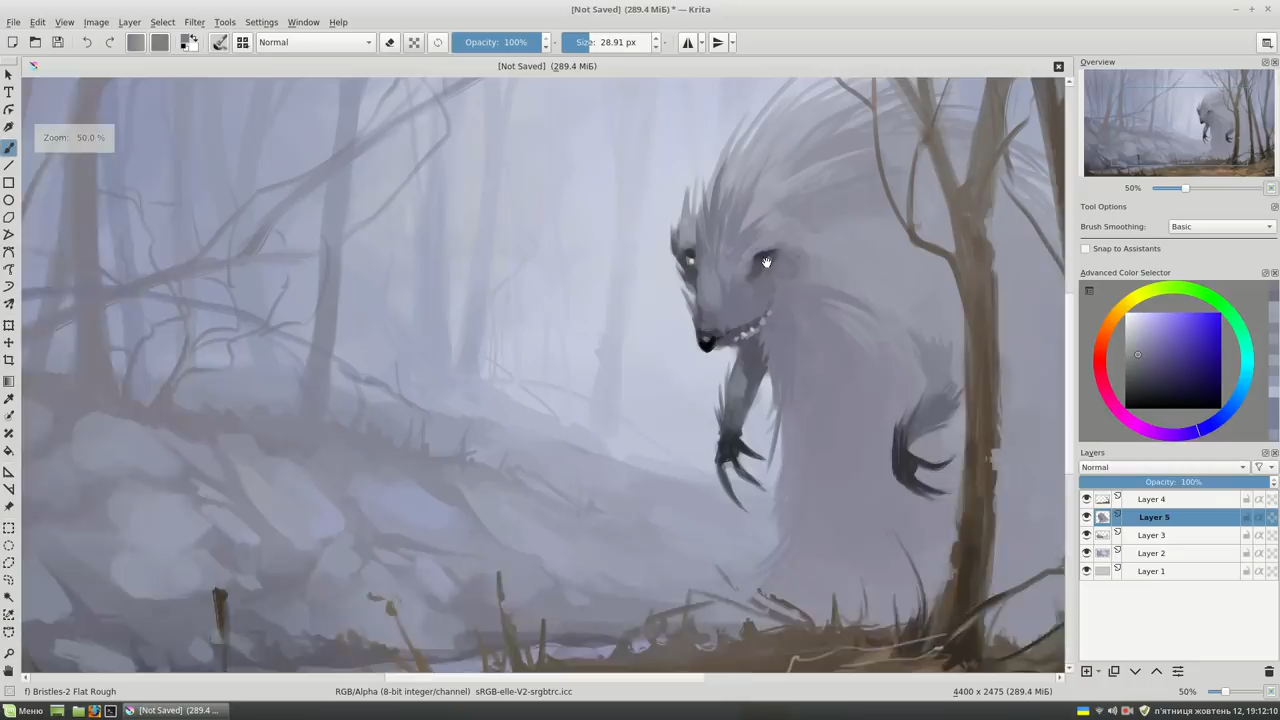 [Not Saved]  (289.4 МіБ) * — Krita
File Edit View Image Layer Select Filter Tools Settings Window Help
Normal Opacity: 100% Size: 28.91 px
[Not Saved]  (289.4 МіБ)
Zoom: 50.0 %
Overview
50%
Tool Options
Brush Smoothing: Basic
Snap to Assistants
Advanced Color Selector
Layers
Normal
Opacity: 100%
Layer 4
Layer 5
Layer 3
Layer 2
Layer 1
f) Bristles-2 Flat Rough RGB/Alpha (8-bit integer/channel)  sRGB-elle-V2-srgbtrc.icc 4400 x 2475 (289.4 МіБ) 50%
Меню [Not Saved]  (289.4 ... п'ятниця жовтень 12, 19:12:10